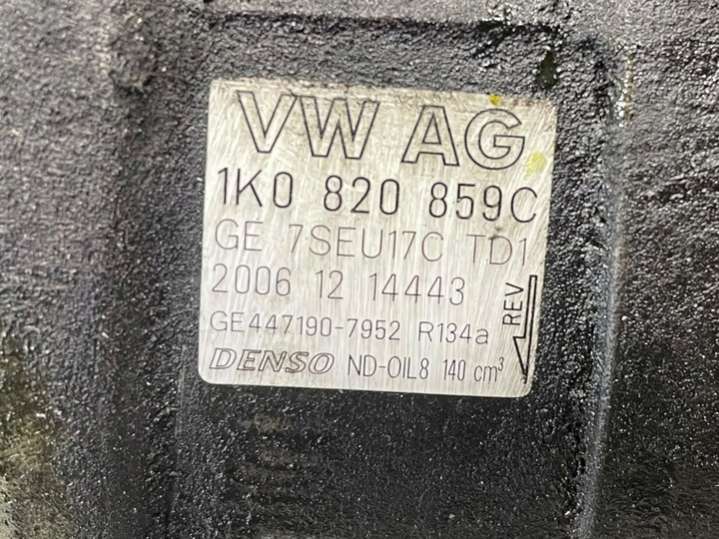 VW AG
1K0 820 859C
GE 7SEU17C TD1
2006 12 14443
GE447190-7952 R134a
DENSO ND-OIL8 140 cm³
REV